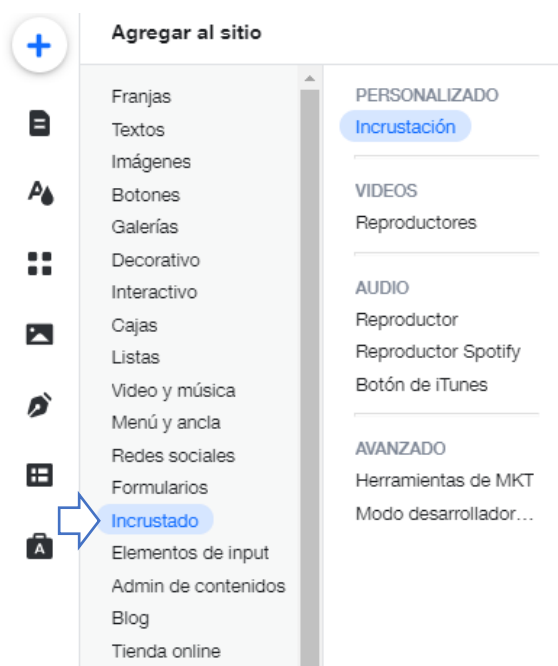 Agregar al sitio
Franjas
Textos
Imágenes
Botones
Galerías
Decorativo
Interactivo
Cajas
Listas
Video y música
Menú y ancla
Redes sociales
Formularios
Incrustado
Elementos de input
Admin de contenidos
Blog
Tienda online
PERSONALIZADO
Incrustación
VIDEOS
Reproductores
AUDIO
Reproductor
Reproductor Spotify
Botón de iTunes
AVANZADO
Herramientas de MKT
Modo desarrollador...